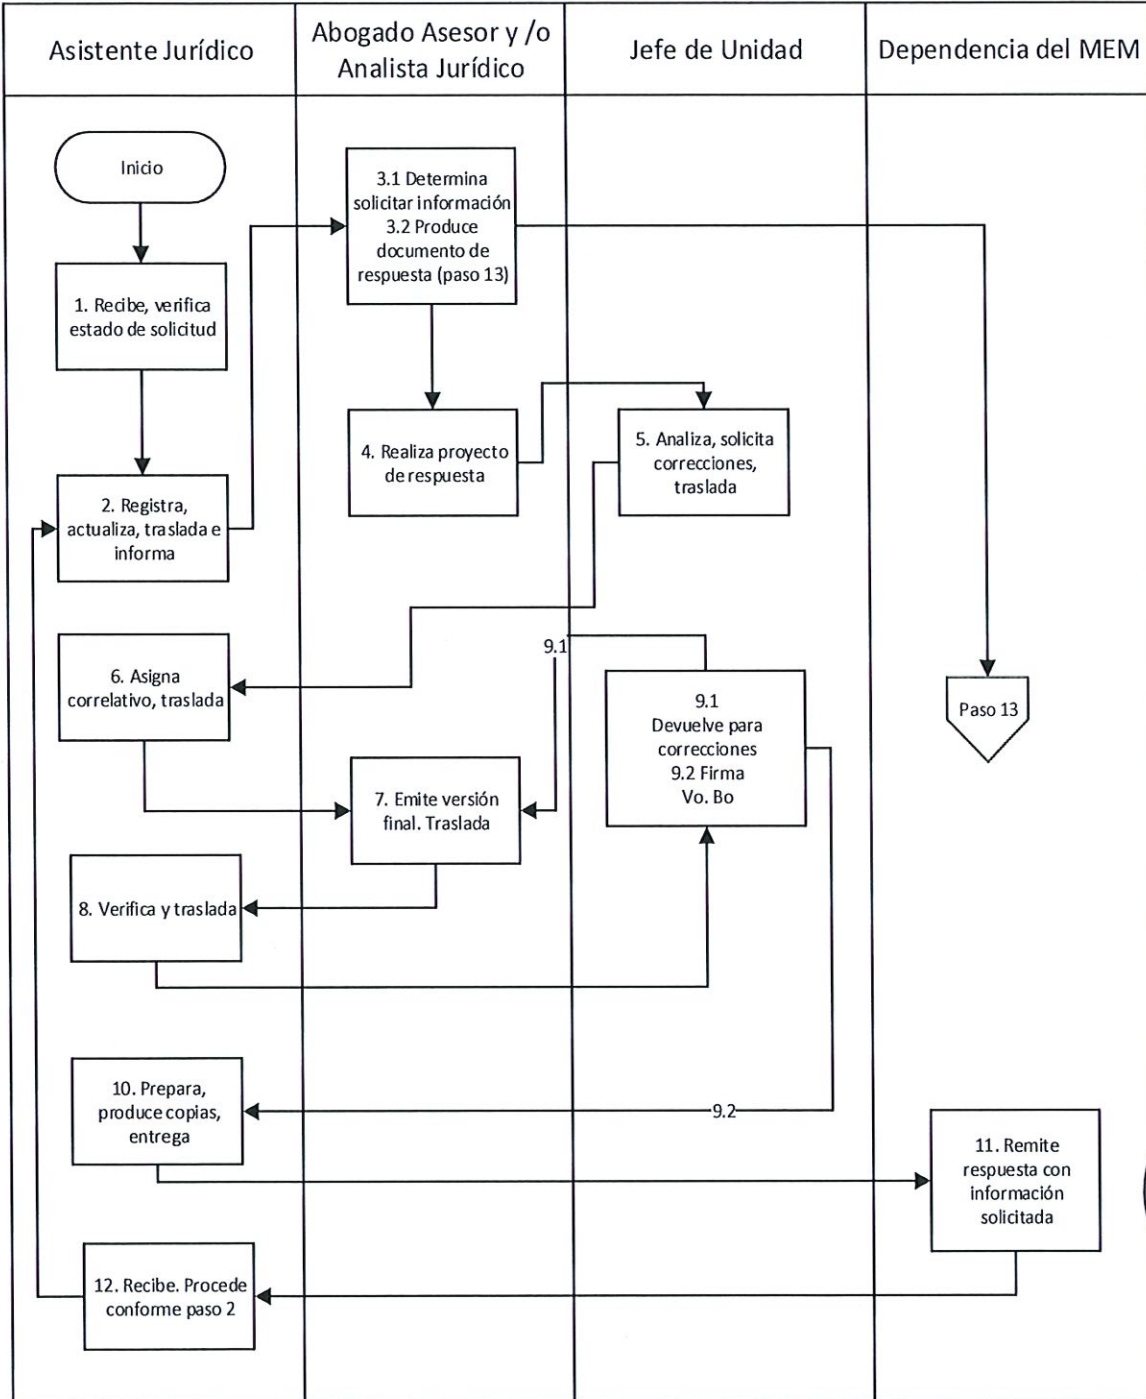 Asistente Jurídico
Abogado Asesor y /o
Analista Jurídico
Jefe de Unidad
Dependencia del MEM
Inicio
3.1 Determina
solicitar información
3.2 Produce
documento de
respuesta (paso 13)
1. Recibe, verifica
estado de solicitud
4. Realiza proyecto
de respuesta
5. Analiza, solicita
correcciones,
traslada
2. Registra,
actualiza, traslada e
informa
6. Asigna
correlativo, traslada
9.1
9.1
Devuelve para
correcciones
9.2 Firma
Vo. Bo
Paso 13
7. Emite versión
final. Traslada
8. Verifica y traslada
10. Prepara,
produce copias,
entrega
9.2
11. Remite
respuesta con
información
solicitada
12. Recibe. Procede
conforme paso 2